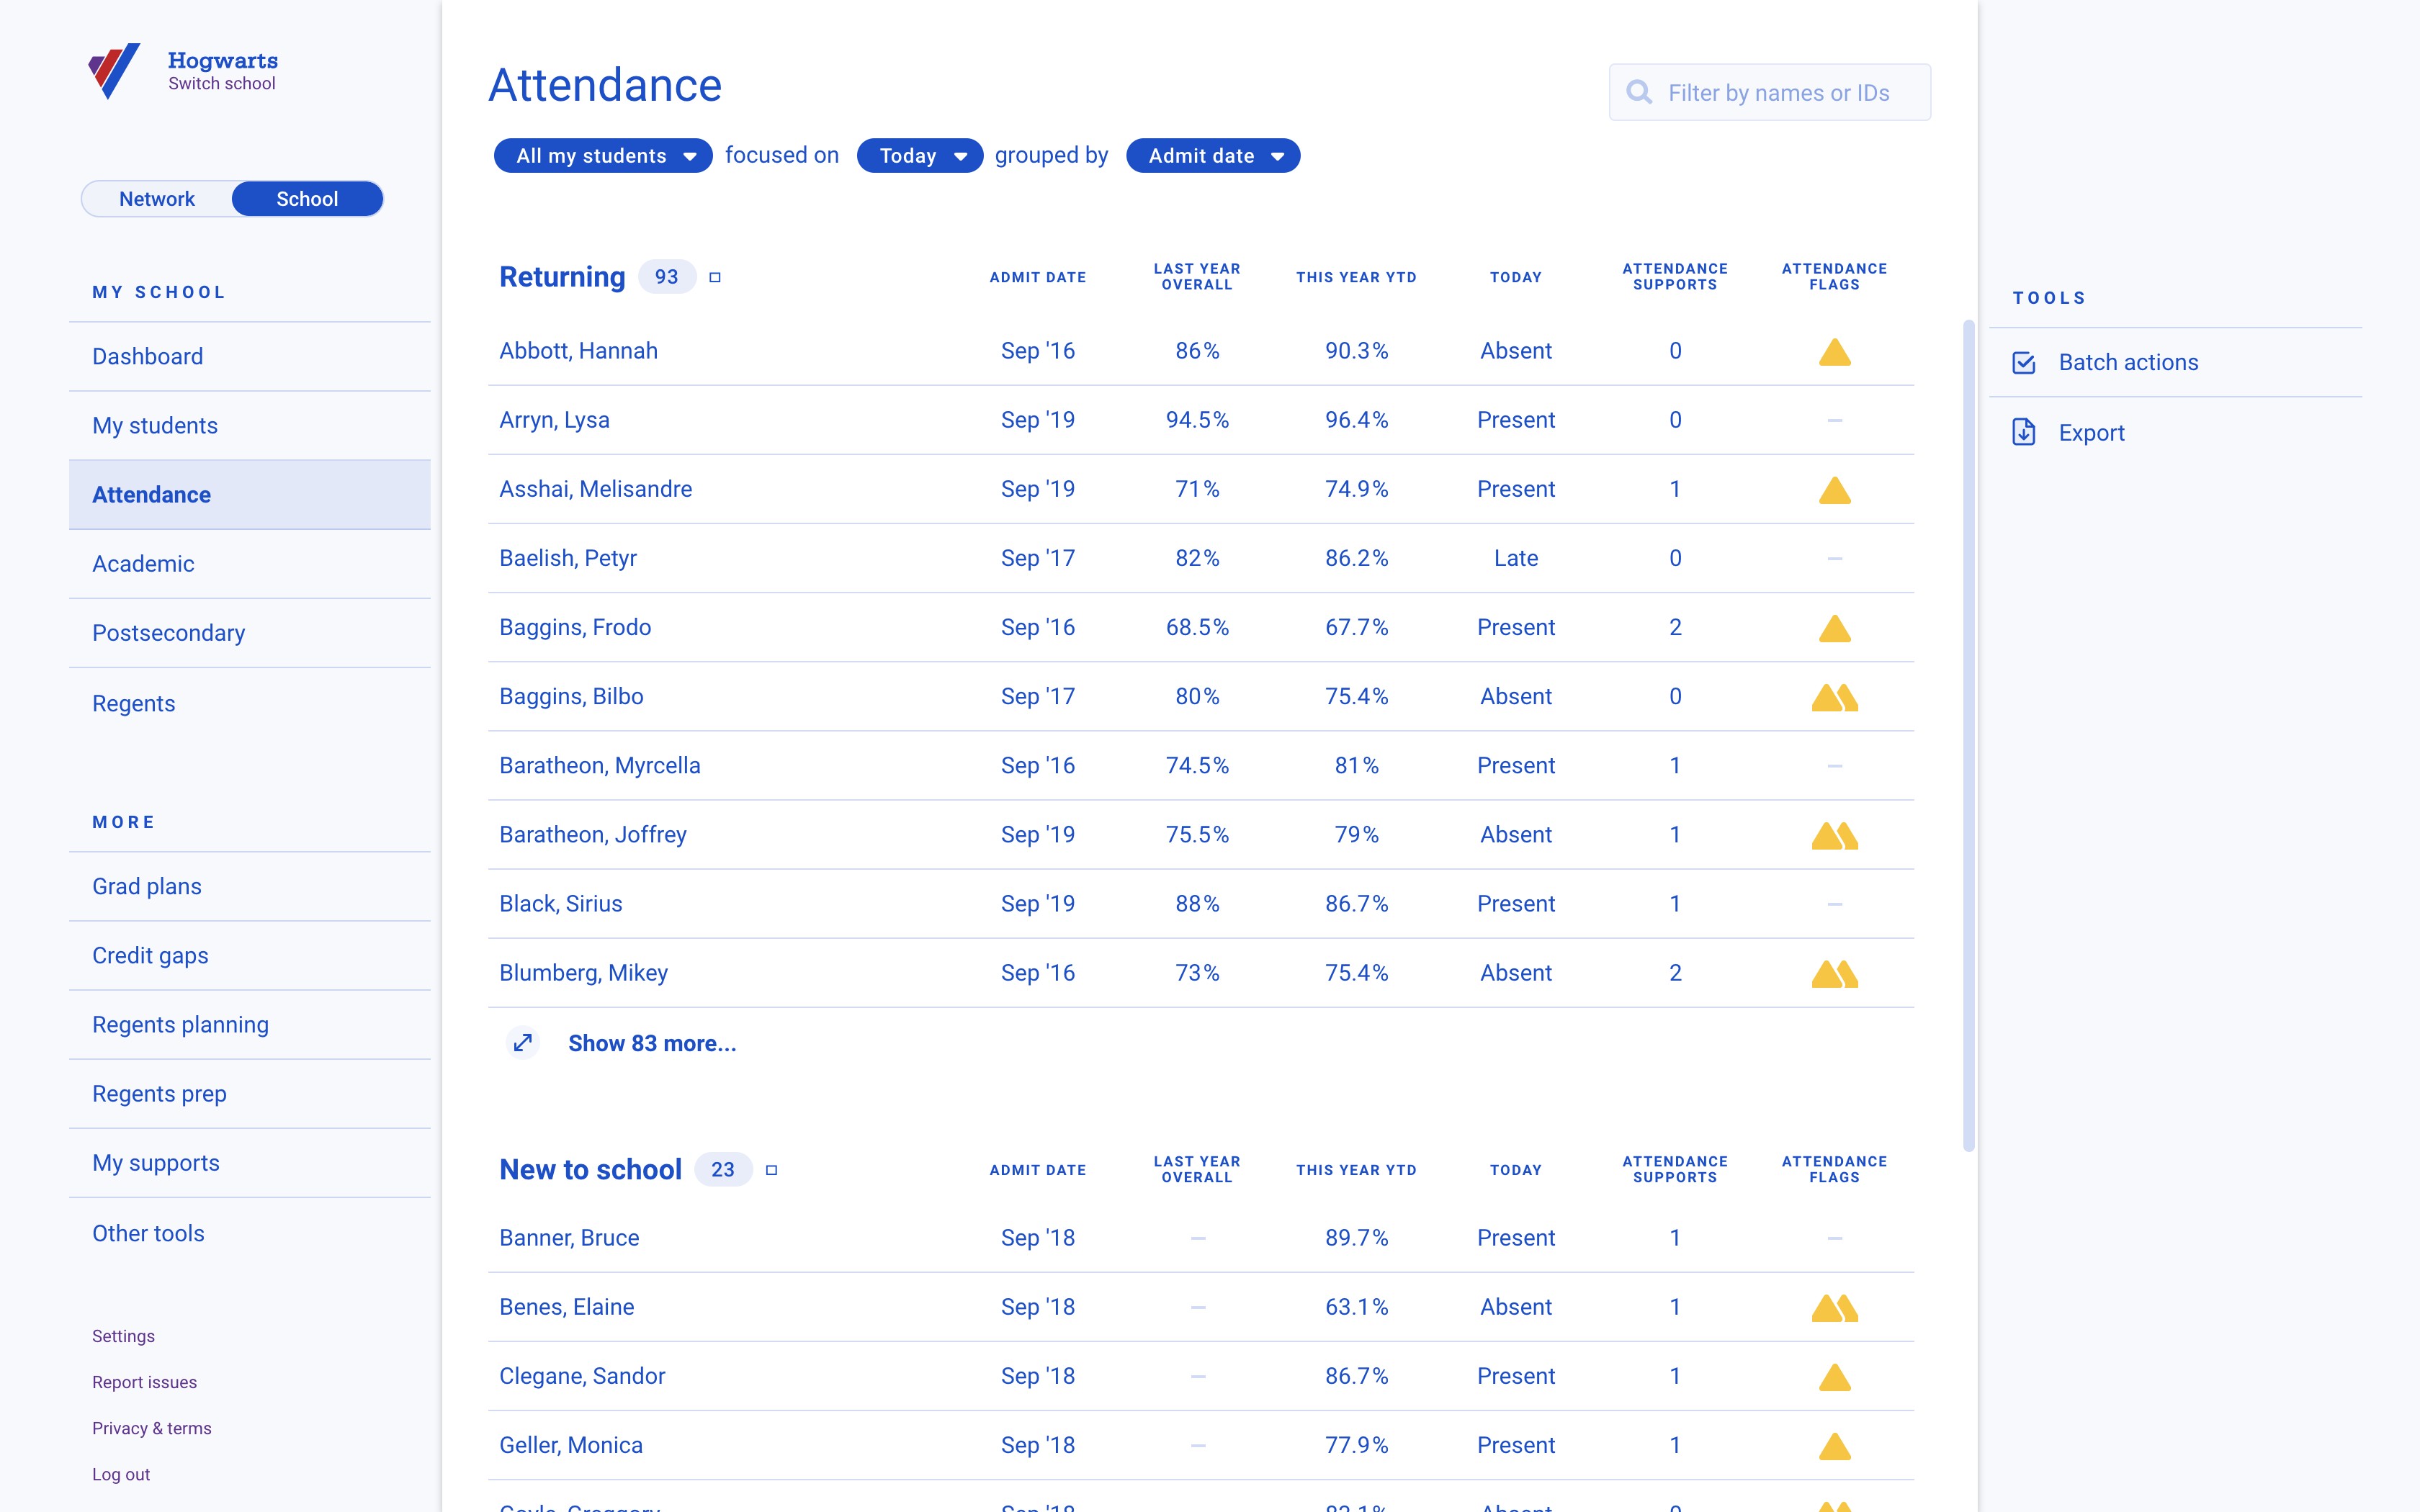 Hogwarts
Switch school
Network School
MY SCHOOL
Dashboard
My students
Attendance
Academic
Postsecondary
Regents
MORE
Grad plans
Credit gaps
Regents planning
Regents prep
My supports
Other tools
Settings
Report issues
Privacy & terms
Log out
Attendance
Filter by names or IDs
All my students focused on Today grouped by Admit date
Returning 93 ADMIT DATE LAST YEAR OVERALL THIS YEAR YTD TODAY ATTENDANCE SUPPORTS ATTENDANCE FLAGS
Abbott, Hannah Sep '16 86% 90.3% Absent 0
Arryn, Lysa Sep '19 94.5% 96.4% Present 0 –
Asshai, Melisandre Sep '19 71% 74.9% Present 1
Baelish, Petyr Sep '17 82% 86.2% Late 0 –
Baggins, Frodo Sep '16 68.5% 67.7% Present 2
Baggins, Bilbo Sep '17 80% 75.4% Absent 0
Baratheon, Myrcella Sep '16 74.5% 81% Present 1 –
Baratheon, Joffrey Sep '19 75.5% 79% Absent 1
Black, Sirius Sep '19 88% 86.7% Present 1 –
Blumberg, Mikey Sep '16 73% 75.4% Absent 2
Show 83 more...
New to school 23 ADMIT DATE LAST YEAR OVERALL THIS YEAR YTD TODAY ATTENDANCE SUPPORTS ATTENDANCE FLAGS
Banner, Bruce Sep '18 – 89.7% Present 1 –
Benes, Elaine Sep '18 – 63.1% Absent 1
Clegane, Sandor Sep '18 – 86.7% Present 1
Geller, Monica Sep '18 – 77.9% Present 1
TOOLS
Batch actions
Export